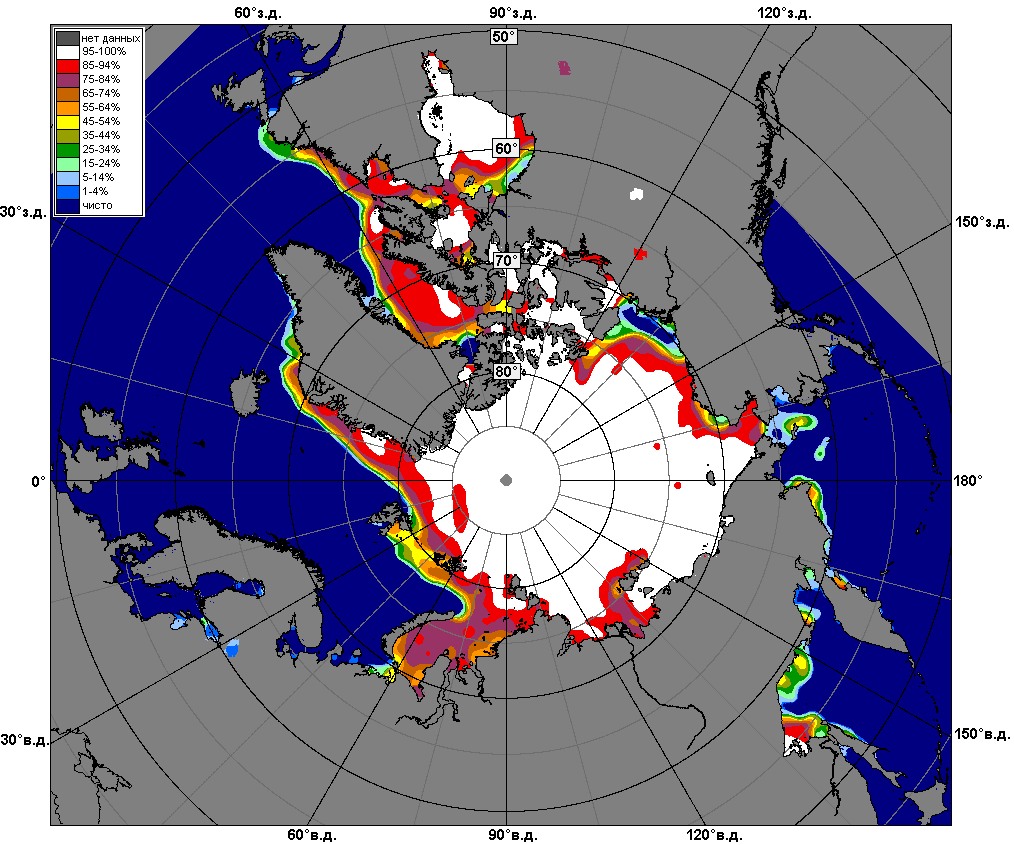 60°з.д.
90°з.д.
120°з.д.
50°
нет данных
95-100%
85-94%
75-84%
65-74%
55-64%
45-54%
35-44%
25-34%
15-24%
5-14%
1-4%
чисто
60°
30°з.д.
150°з.д.
70°
80°
0°
180°
30°в.д.
150°в.д.
60°в.д.
90°в.д.
120°в.д.